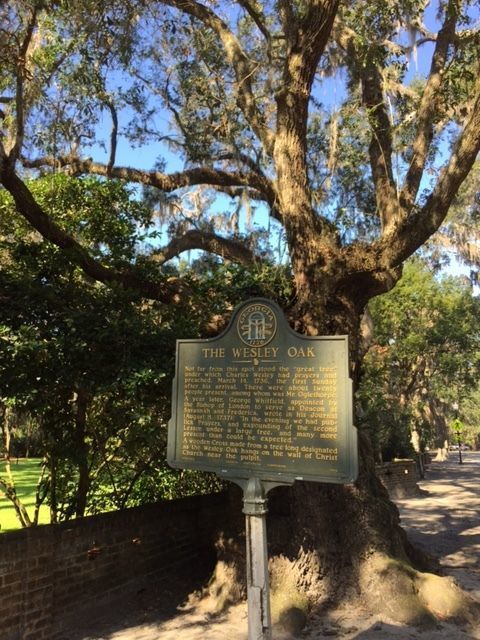 THE WESLEY OAK
Not far from this spot stood the "great tree"
under which Charles Wesley had prayers and
preached, March 14, 1736, the first Sunday
after his arrival. There were about twenty
people present, among whom was Mr. Oglethorpe.
A year later, George Whitfield, appointed by
the Bishop of London to serve as Deacon at
Savannah and Frederica, wrote in his Journal
(August 8, 1737): "In the evening we had pub-
lick Prayers, and expounding of the second
Lesson under a large tree, and many more
present than could be expected."
A wooden Cross made from a tree long designated
as the Wesley Oak hangs on the wall of Christ
Church near the pulpit.